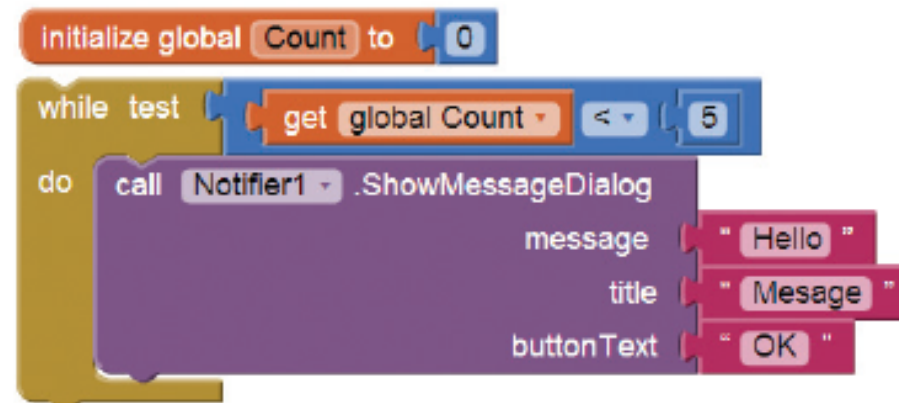 initialize global Count to 0
while test get global Count < 5
do call Notifier1 .ShowMessageDialog
message " Hello "
title " Mesage "
buttonText " OK "